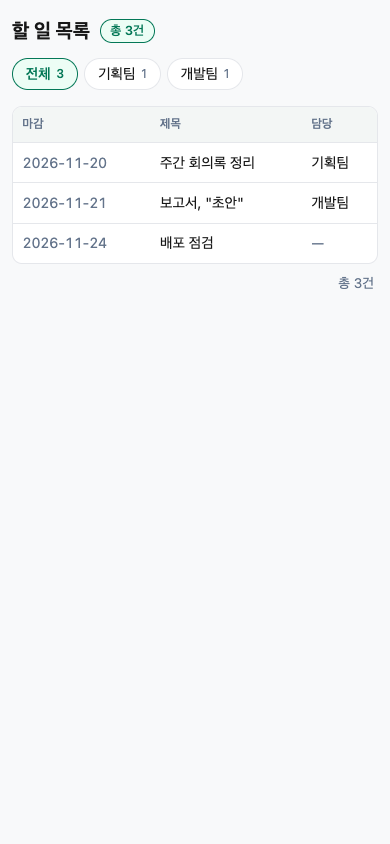 할 일 목록 총 3건
전체 3 기획팀 1 개발팀 1
마감 제목 담당
2026-11-20 주간 회의록 정리 기획팀
2026-11-21 보고서, "초안" 개발팀
2026-11-24 배포 점검 —
총 3건